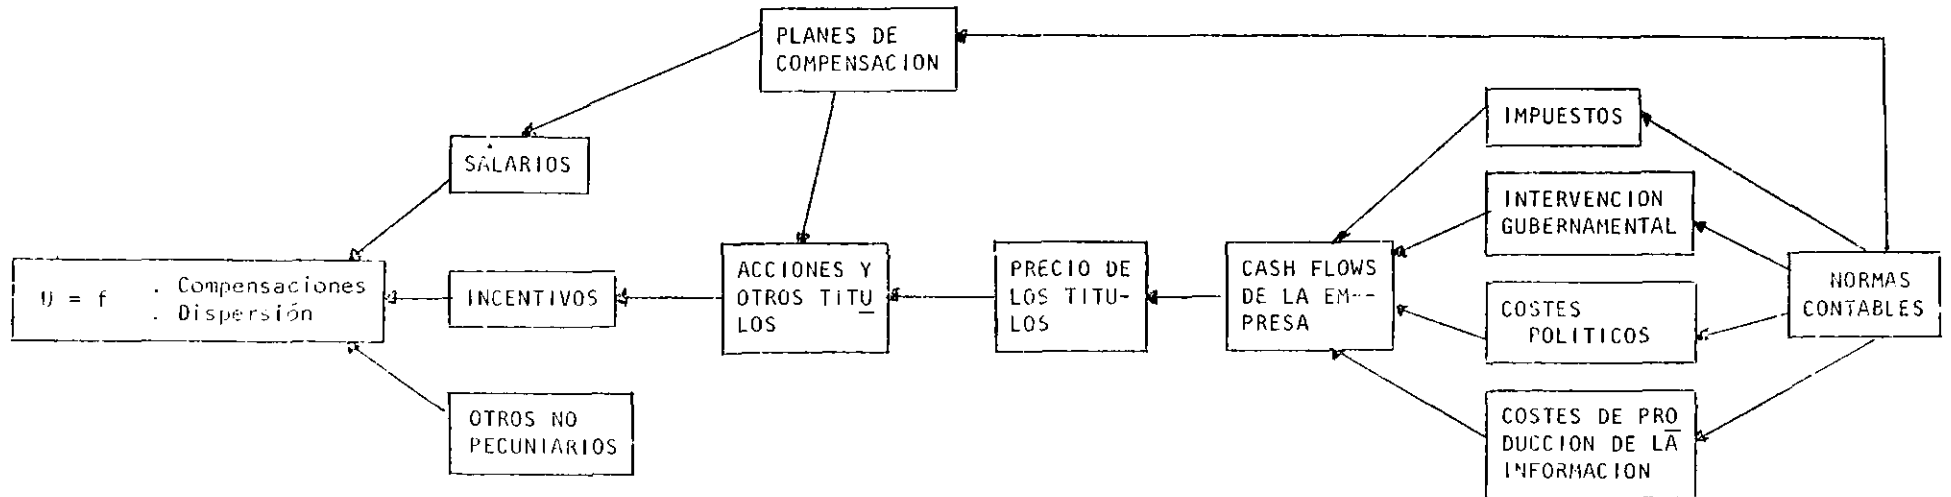 PLANES DE
COMPENSACION
IMPUESTOS
SALARIOS
INTERVENCION
GUBERNAMENTAL
U = f . Compensaciones
. Dispersión
INCENTIVOS
ACCIONES Y
OTROS TITU
LOS
PRECIO DE
LOS TITU-
LOS
CASH FLOWS
DE LA EM--
PRESA
COSTES
POLITICOS
NORMAS
CONTABLES
OTROS NO
PECUNIARIOS
COSTES DE PRO
DUCCION DE LA
INFORMACION